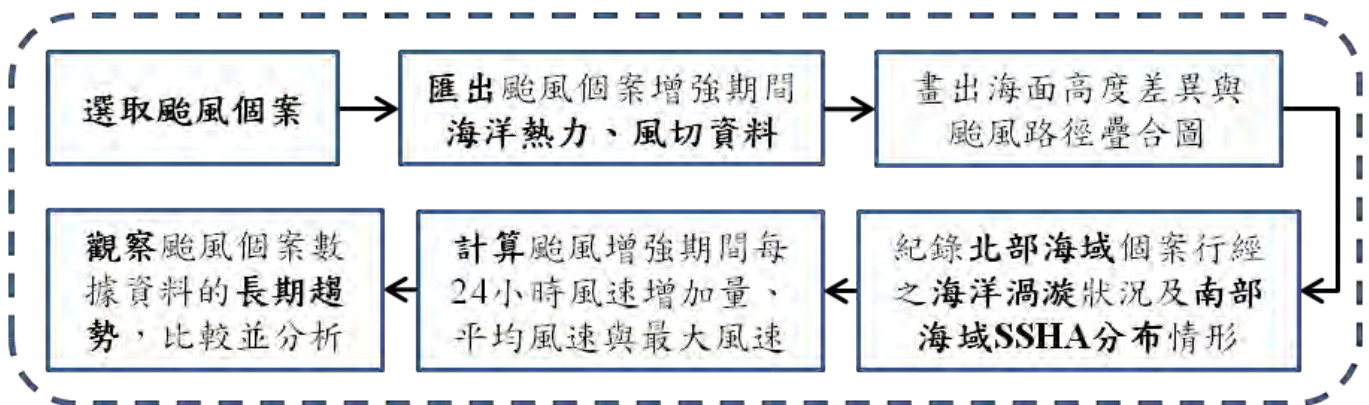 選取颱風個案
匯出颱風個案增強期間
海洋熱力、風切資料
畫出海面高度差異與
颱風路徑疊合圖
紀錄北部海域個案行經
之海洋渦漩狀況及南部
海域SSHA分布情形
計算颱風增強期間每
24小時風速增加量、
平均風速與最大風速
觀察颱風個案數
據資料的長期趨
勢，比較並分析